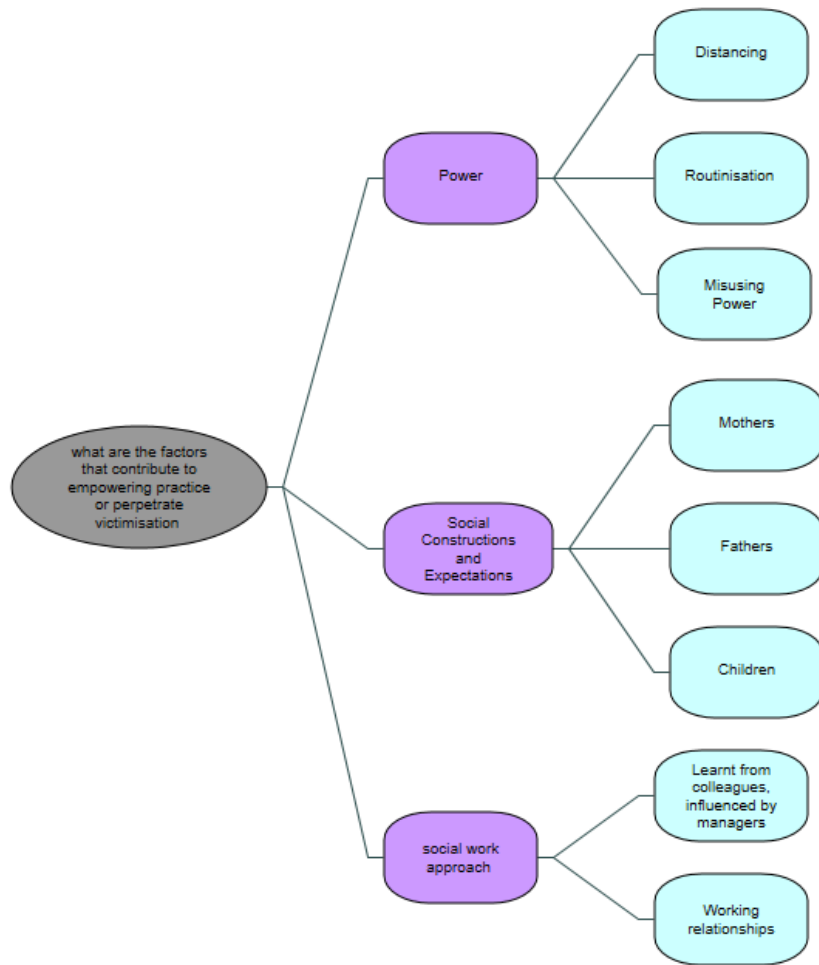 Distancing
Power
Routinisation
Misusing
Power
what are the factors
that contribute to
empowering practice
or perpetrate
victimisation
Social
Constructions
and
Expectations
Mothers
Fathers
Children
social work
approach
Learnt from
colleagues,
influenced by
managers
Working
relationships